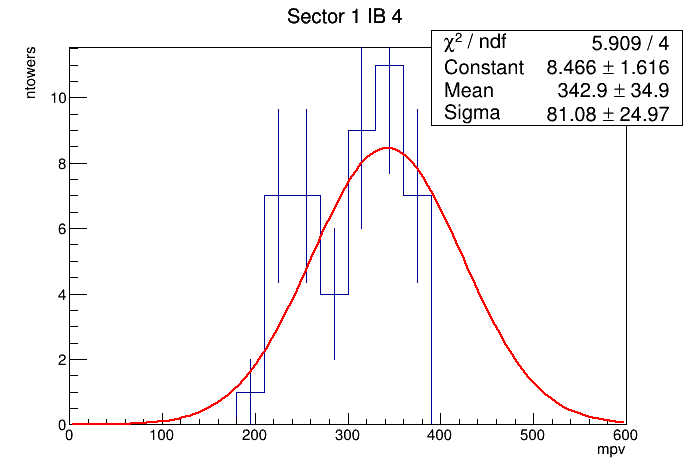 Sector 1 IB 4
χ² / ndf 5.909 / 4
Constant 8.466 ± 1.616
Mean 342.9 ± 34.9
Sigma 81.08 ± 24.97
ntowers
10
8
6
4
2
0
0 100 200 300 400 500 600
mpv